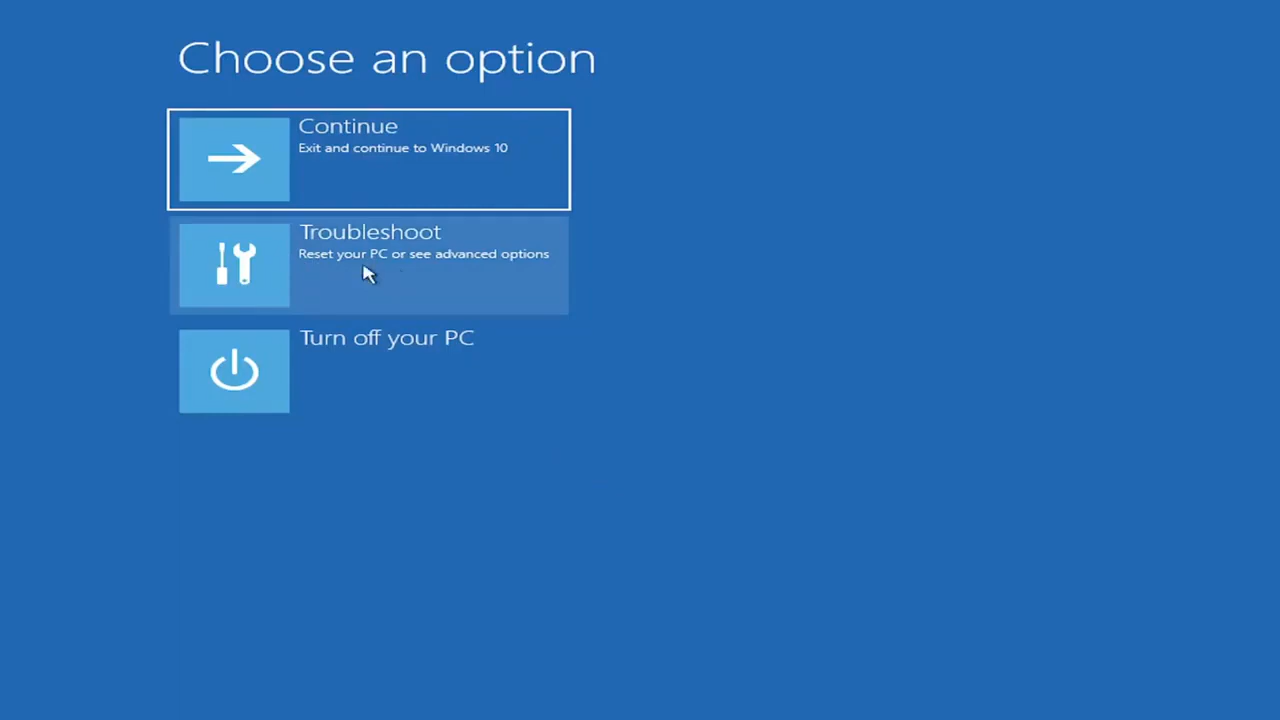 Choose an option
Continue
Exit and continue to Windows 10
Troubleshoot
Reset your PC or see advanced options
Turn off your PC